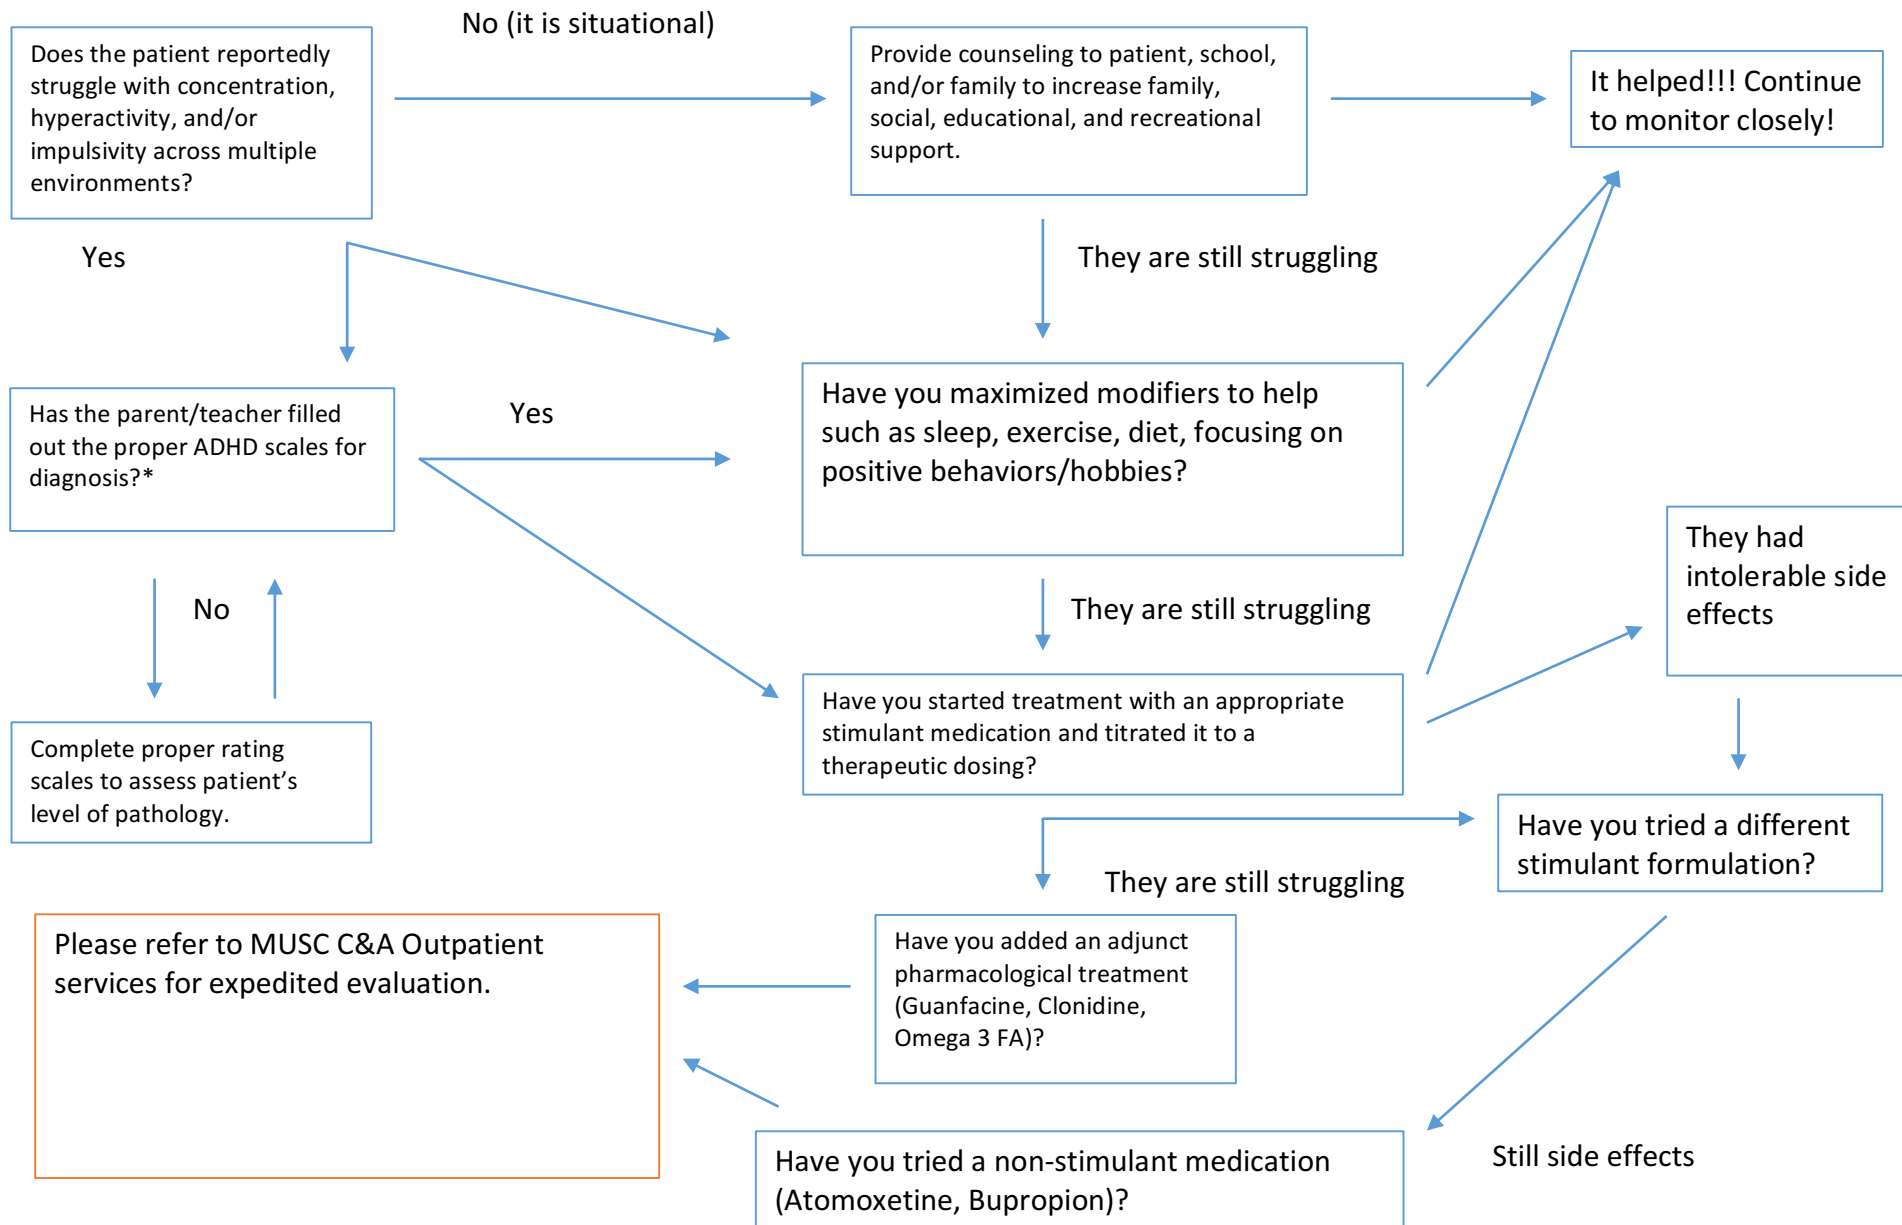 No (it is situational)
Does the patient reportedly
struggle with concentration,
hyperactivity, and/or
impulsivity across multiple
environments?
Provide counseling to patient, school,
and/or family to increase family,
social, educational, and recreational
support.
It helped!!! Continue
to monitor closely!
Yes
They are still struggling
Has the parent/teacher filled
out the proper ADHD scales for
diagnosis?*
Yes
Have you maximized modifiers to help
such as sleep, exercise, diet, focusing on
positive behaviors/hobbies?
They had
intolerable side
effects
No
They are still struggling
Complete proper rating
scales to assess patient’s
level of pathology.
Have you started treatment with an appropriate
stimulant medication and titrated it to a
therapeutic dosing?
Have you tried a different
stimulant formulation?
They are still struggling
Please refer to MUSC C&A Outpatient
services for expedited evaluation.
Have you added an adjunct
pharmacological treatment
(Guanfacine, Clonidine,
Omega 3 FA)?
Still side effects
Have you tried a non-stimulant medication
(Atomoxetine, Bupropion)?